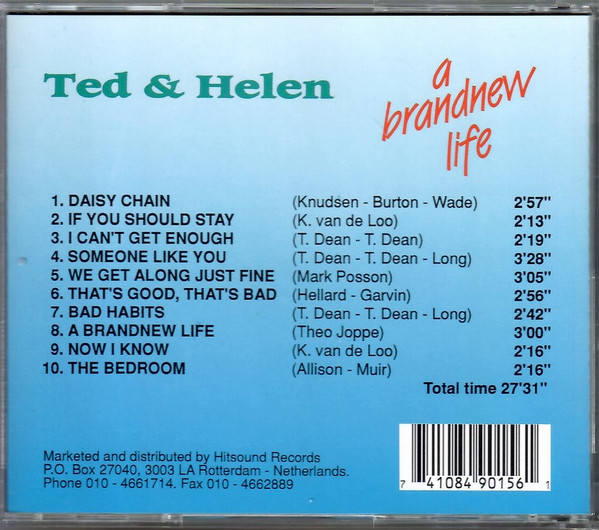 Ted & Helen
a
brandnew
life
1. DAISY CHAIN (Knudsen - Burton - Wade) 2'57"
2. IF YOU SHOULD STAY (K. van de Loo) 2'13"
3. I CAN'T GET ENOUGH (T. Dean - T. Dean) 2'19"
4. SOMEONE LIKE YOU (T. Dean - T. Dean - Long) 3'28"
5. WE GET ALONG JUST FINE (Mark Posson) 3'05"
6. THAT'S GOOD, THAT'S BAD (Hellard - Garvin) 2'56"
7. BAD HABITS (T. Dean - T. Dean - Long) 2'42"
8. A BRANDNEW LIFE (Theo Joppe) 3'00"
9. NOW I KNOW (K. van de Loo) 2'16"
10. THE BEDROOM (Allison - Muir) 2'16"
Total time 27'31"
Marketed and distributed by Hitsound Records
P.O. Box 27040, 3003 LA Rotterdam - Netherlands.
Phone 010 - 4661714. Fax 010 - 4662889
7 41084 90156 1